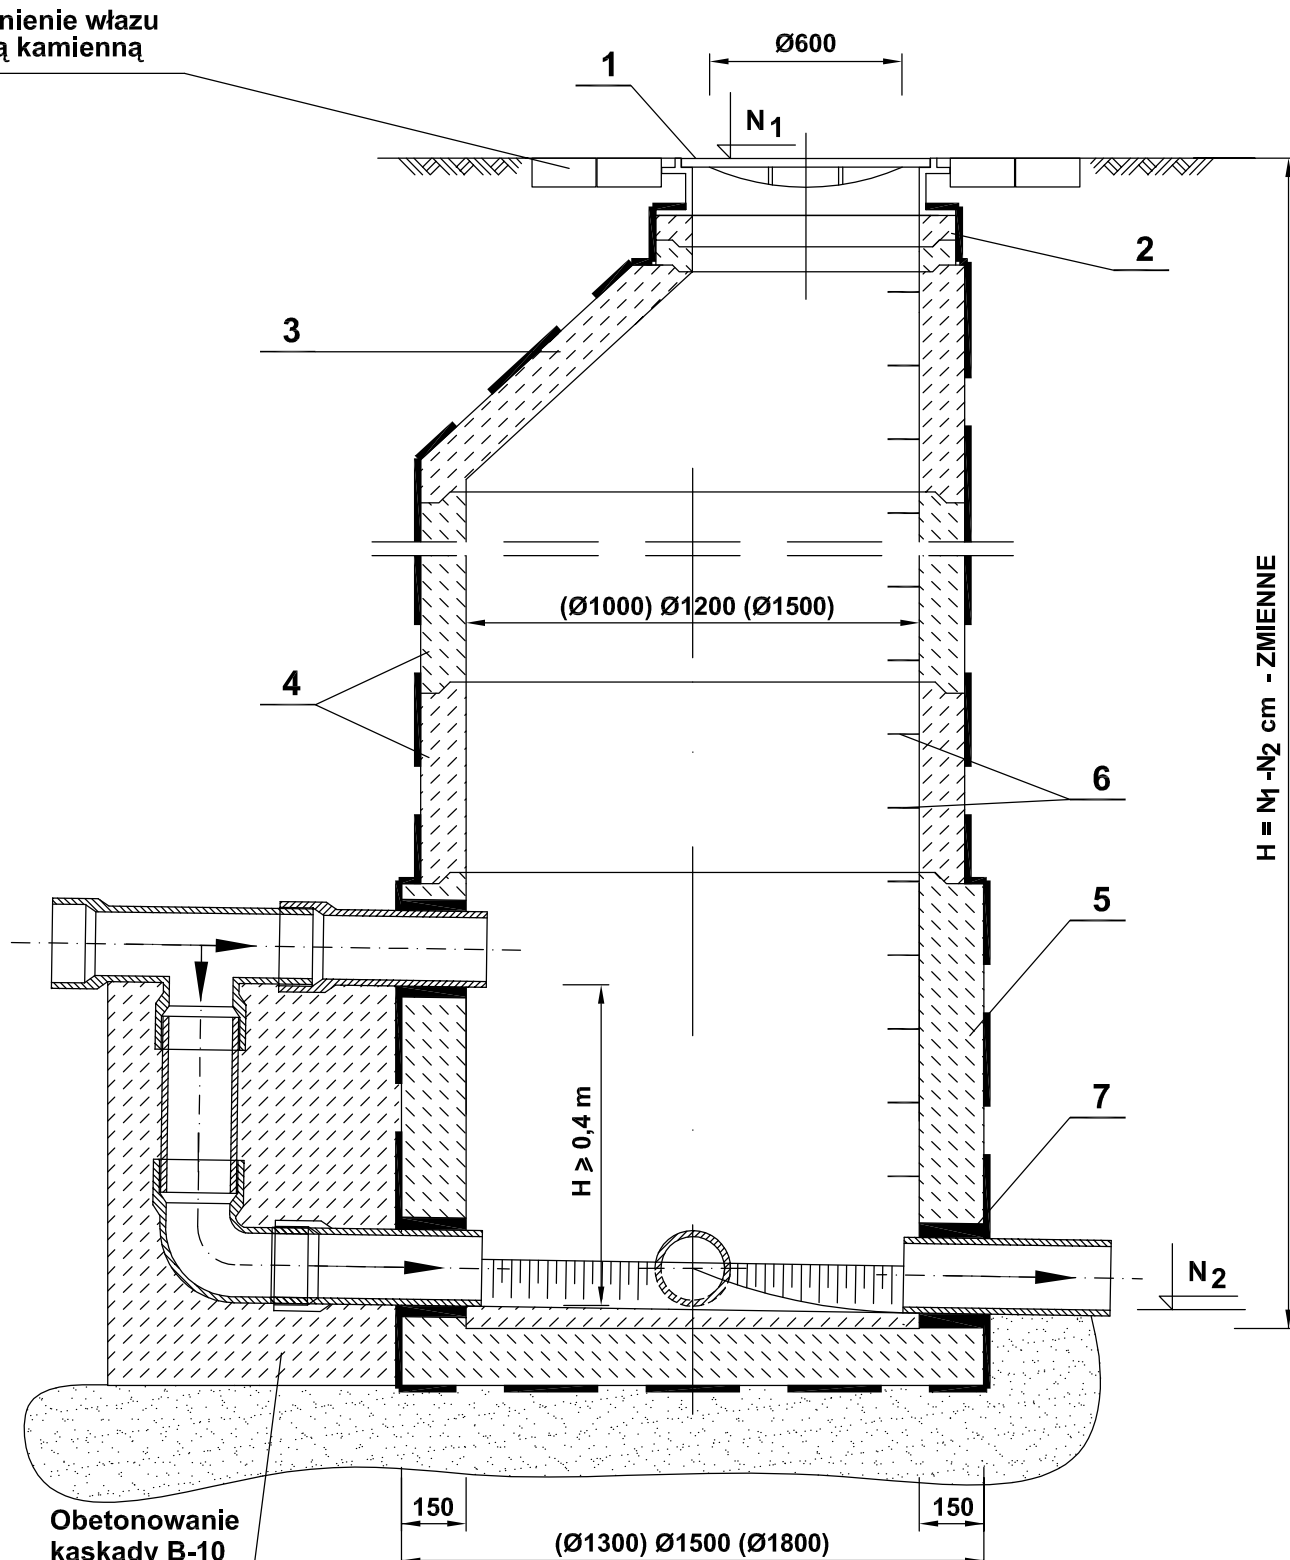 nienie włazu
ą kamienną
Ø600
1
N1
2
3
(Ø1000) Ø1200 (Ø1500)
H = N1 -N2 cm - ZMIENNE
4
6
5
7
H ⩾ 0,4 m
N2
150
150
Obetonowanie
kaskady B-10
(Ø1300) Ø1500 (Ø1800)